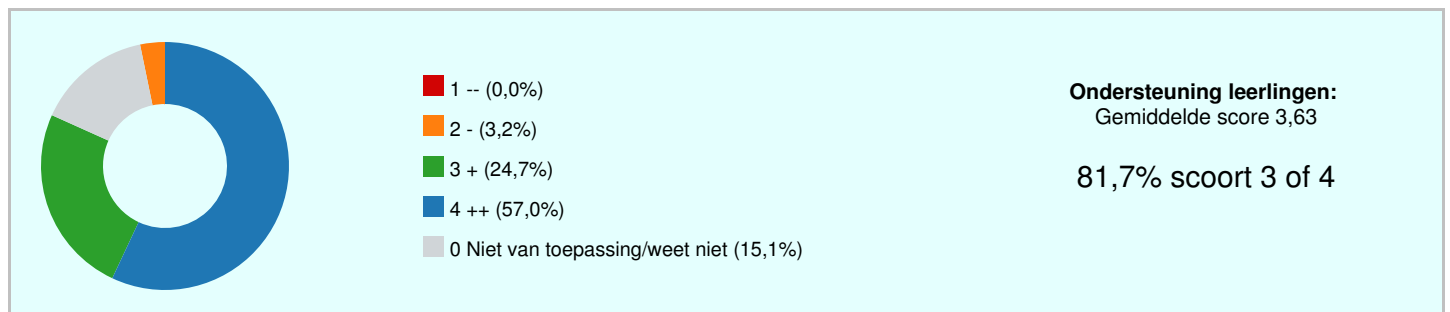 1 -- (0,0%)
2 - (3,2%)
3 + (24,7%)
4 ++ (57,0%)
0 Niet van toepassing/weet niet (15,1%)
Ondersteuning leerlingen:
Gemiddelde score 3,63
81,7% scoort 3 of 4